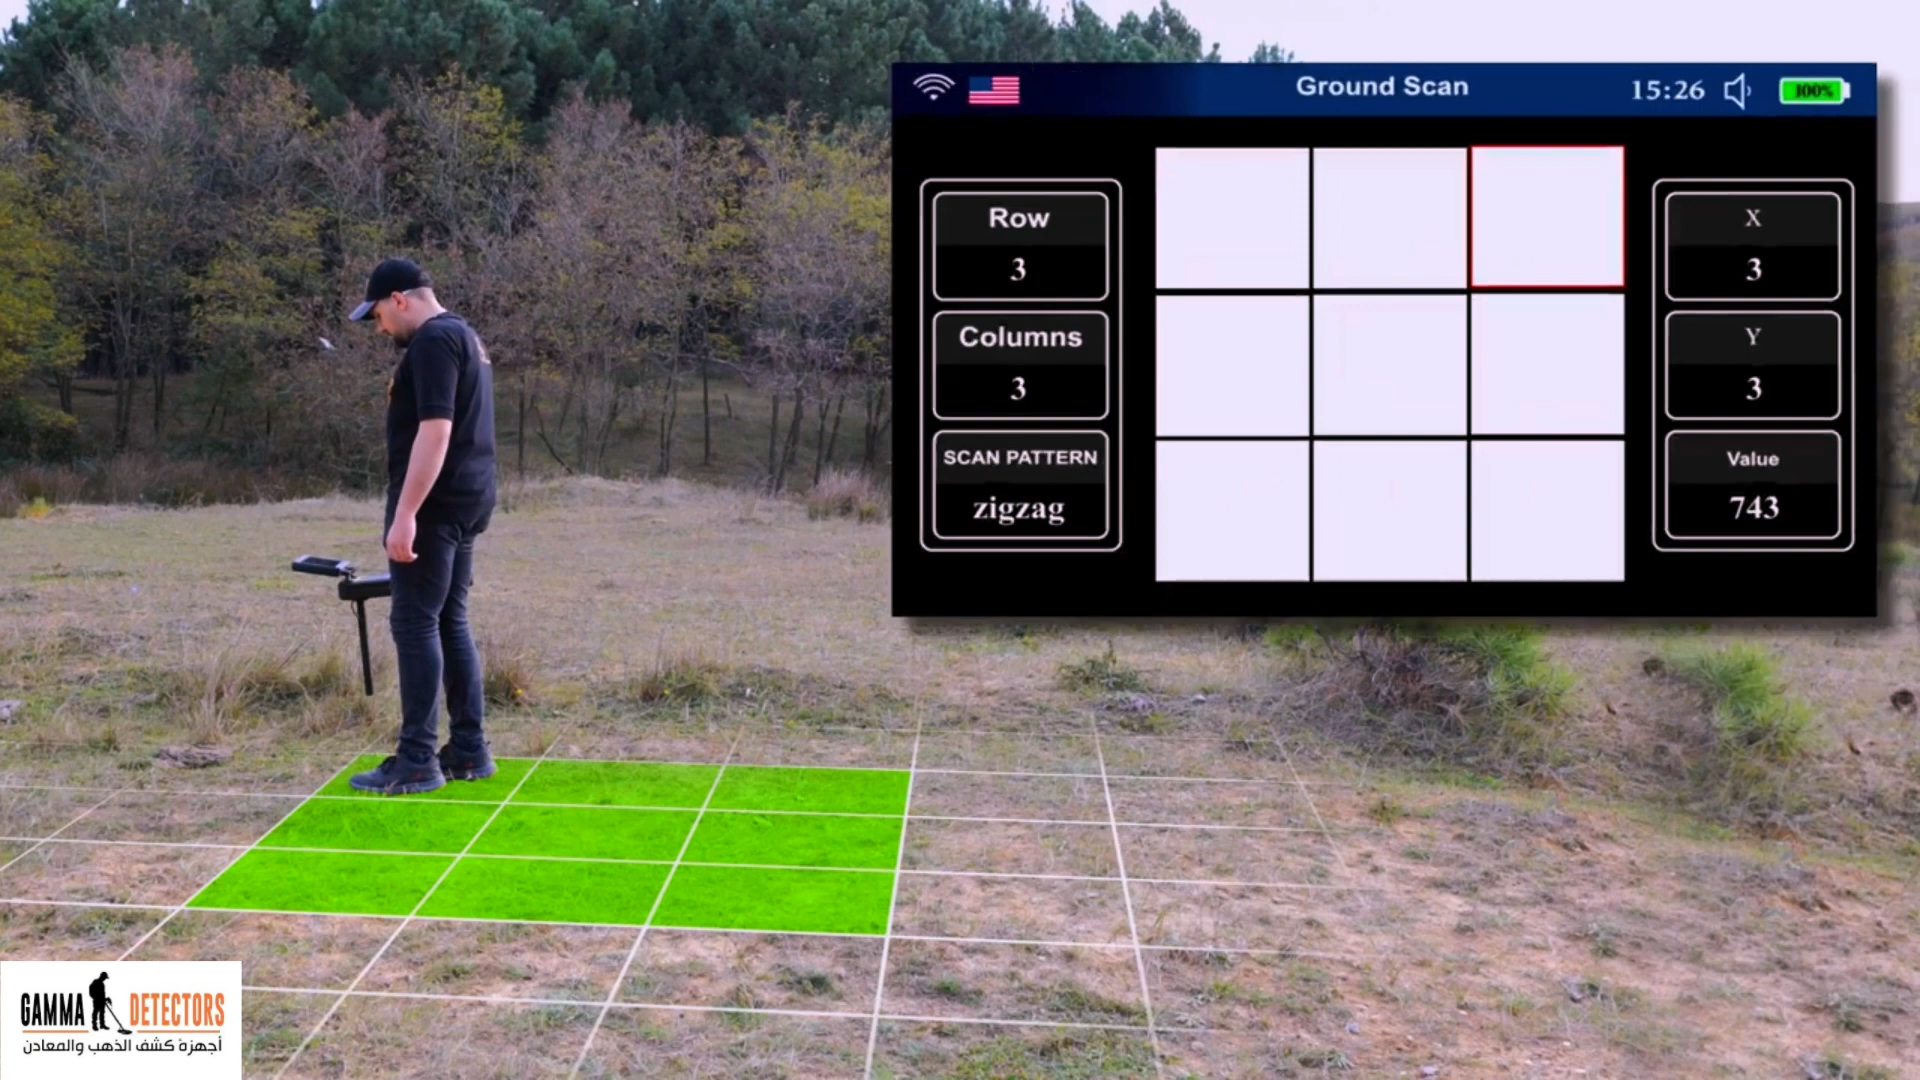 Ground Scan
15:26
100%
Row
3
Columns
3
SCAN PATTERN
zigzag
X
3
Y
3
Value
743
GAMMA DETECTORS
أجهزة كشف الذهب والمعادن